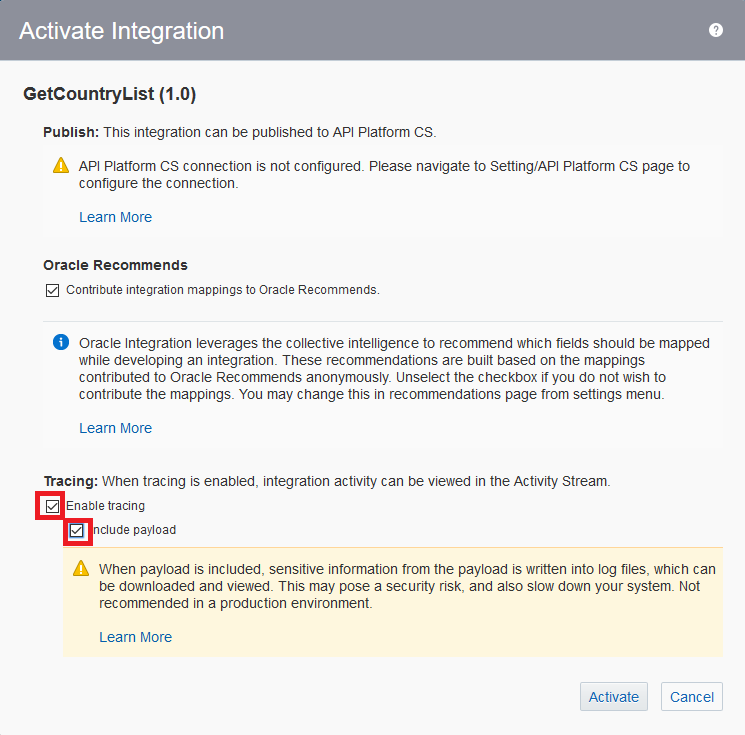 Activate Integration
?
GetCountryList (1.0)
Publish: This integration can be published to API Platform CS.
API Platform CS connection is not configured. Please navigate to Setting/API Platform CS page to
configure the connection.
Learn More
Oracle Recommends
Contribute integration mappings to Oracle Recommends.
Oracle Integration leverages the collective intelligence to recommend which fields should be mapped
while developing an integration. These recommendations are built based on the mappings
contributed to Oracle Recommends anonymously. Unselect the checkbox if you do not wish to
contribute the mappings. You may change this in recommendations page from settings menu.
Learn More
Tracing: When tracing is enabled, integration activity can be viewed in the Activity Stream.
Enable tracing
Include payload
When payload is included, sensitive information from the payload is written into log files, which can
be downloaded and viewed. This may pose a security risk, and also slow down your system. Not
recommended in a production environment.
Learn More
Activate Cancel